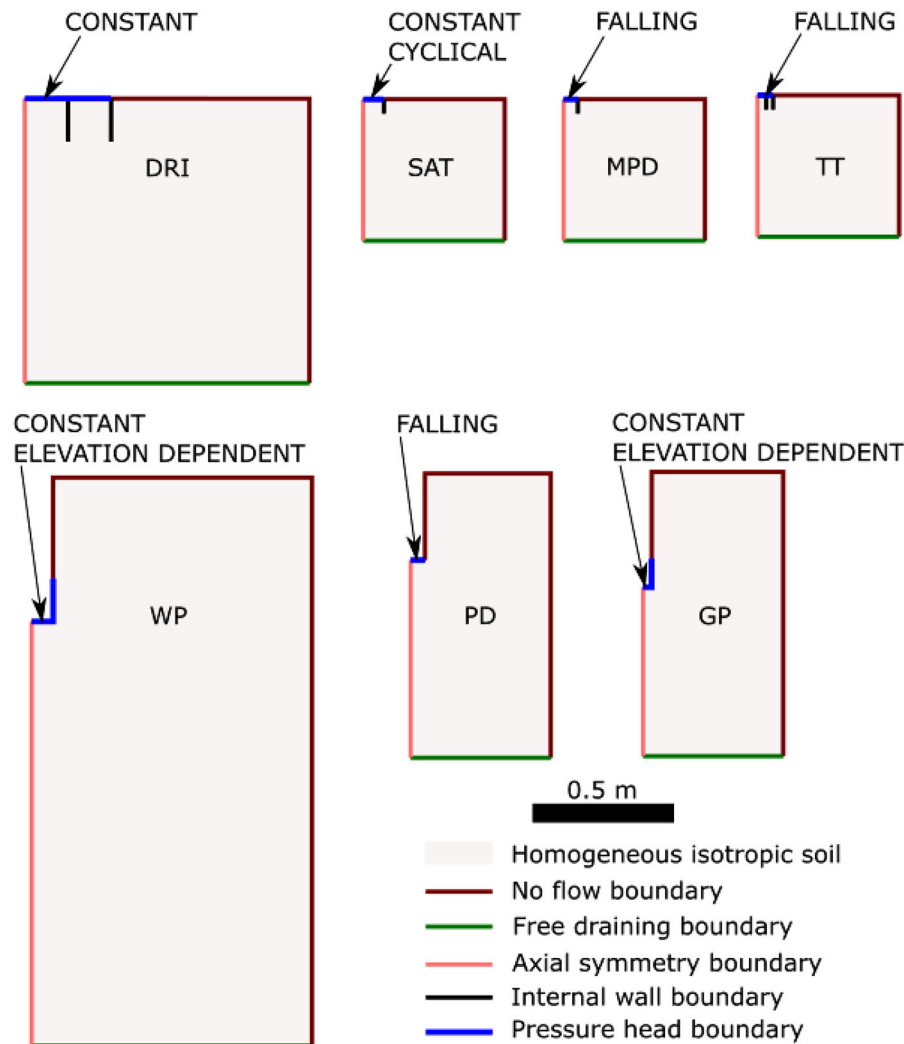 CONSTANT
CONSTANT
CYCLICAL
FALLING
FALLING
DRI
SAT
MPD
TT
CONSTANT
ELEVATION DEPENDENT
FALLING
CONSTANT
ELEVATION DEPENDENT
WP
PD
GP
0.5 m
Homogeneous isotropic soil
No flow boundary
Free draining boundary
Axial symmetry boundary
Internal wall boundary
Pressure head boundary